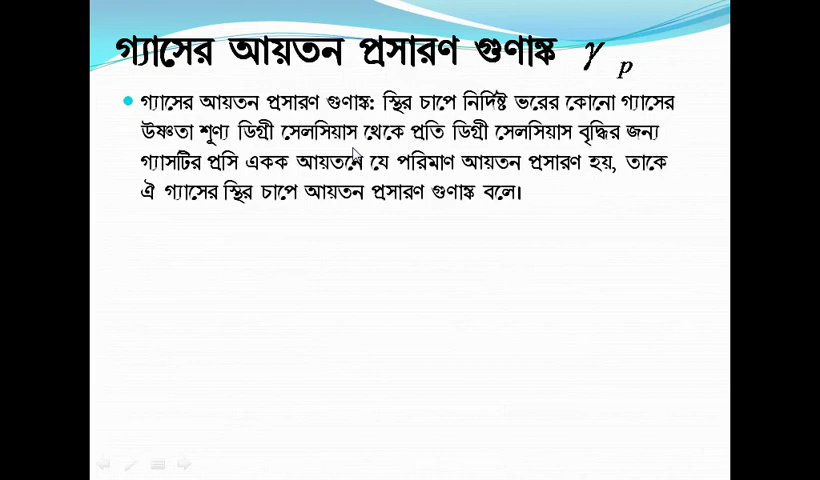 গ্যাসের আয়তন প্রসারণ গুণাঙ্ক γ p
গ্যাসের আয়তন প্রসারণ গুণাঙ্ক: স্থির চাপে নির্দিষ্ট ভরের কোনো গ্যাসের
উষ্ণতা শূণ্য ডিগ্রী সেলসিয়াস থেকে প্রতি ডিগ্রী সেলসিয়াস বৃদ্ধির জন্য
গ্যাসটির প্রসি একক আয়তনে যে পরিমাণ আয়তন প্রসারণ হয়, তাকে
ঐ গ্যাসের স্থির চাপে আয়তন প্রসারণ গুণাঙ্ক বলে।